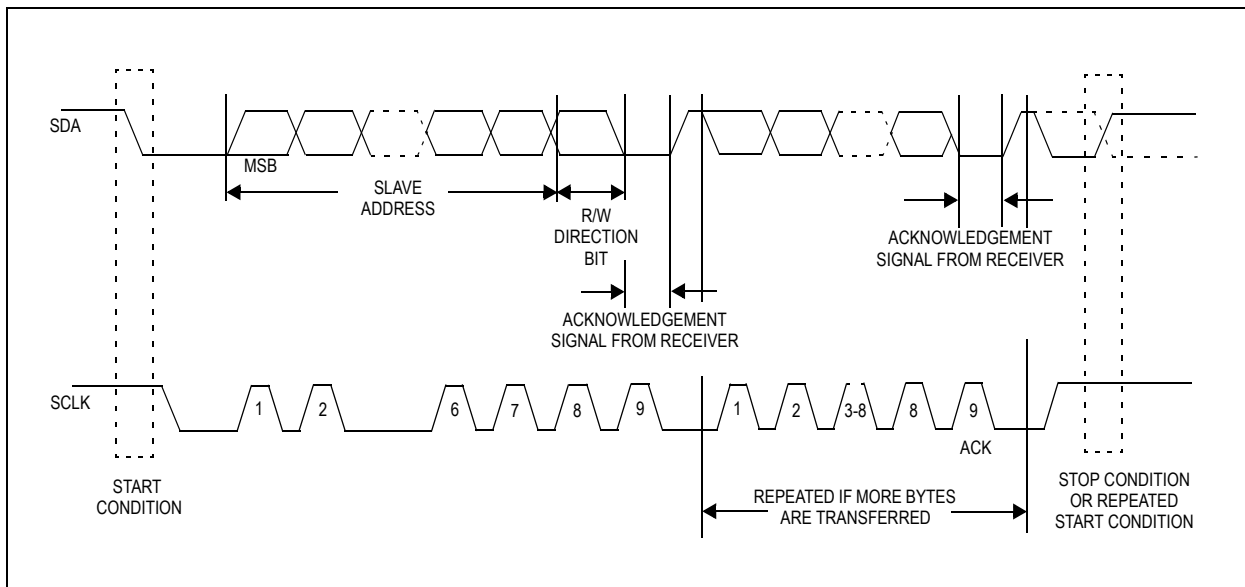 SDA
MSB
SLAVE
ADDRESS
R/W
DIRECTION
BIT
ACKNOWLEDGEMENT
SIGNAL FROM RECEIVER
ACKNOWLEDGEMENT
SIGNAL FROM RECEIVER
SCLK
1
2
6
7
8
9
1
2
3-8
8
9
ACK
START
CONDITION
REPEATED IF MORE BYTES
ARE TRANSFERRED
STOP CONDITION
OR REPEATED
START CONDITION